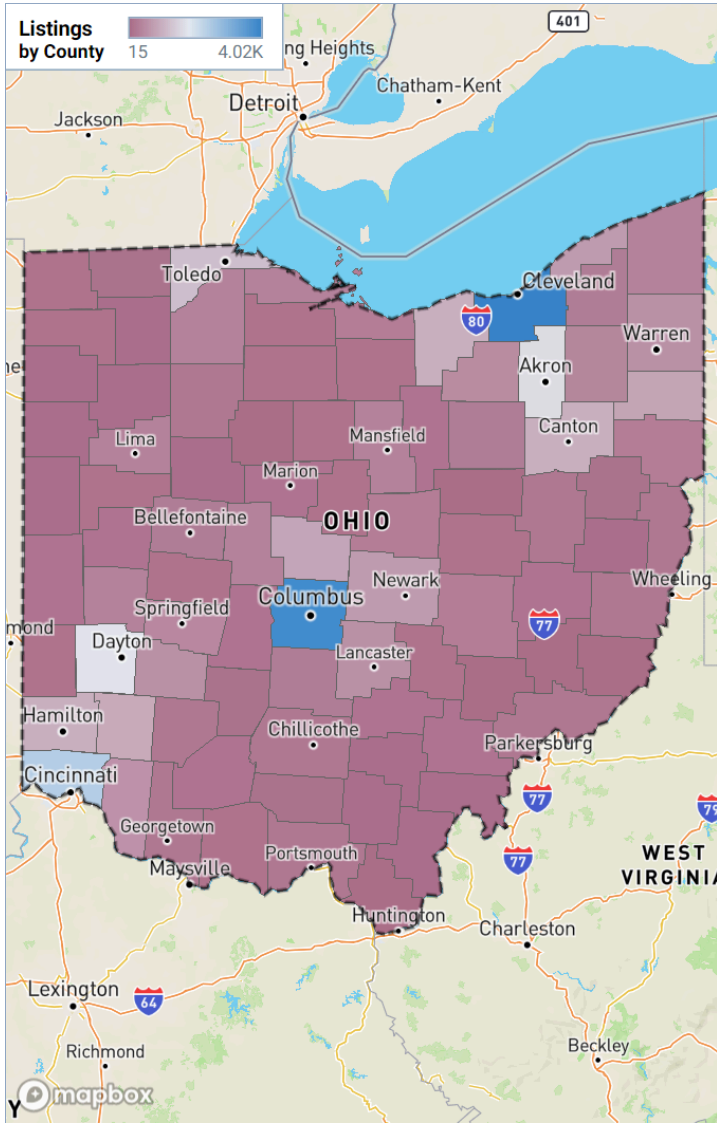 Listings
by County
15
4.02K
401
ng Heights
Chatham-Kent
Detroit
Jackson
Toledo
Cleveland
80
Warren
ne
Akron
Lima
Mansfield
Canton
Marion
Bellefontaine
OHIO
Columbus
Newark
Wheeling
Springfield
77
mond
Dayton
Lancaster
Hamilton
Chillicothe
Parkersburg
Cincinnati
77
79
Georgetown
77
Portsmouth
WEST
VIRGINIA
Maysville
Huntington
Charleston
Lexington
64
Richmond
Beckley
mapbox
Y